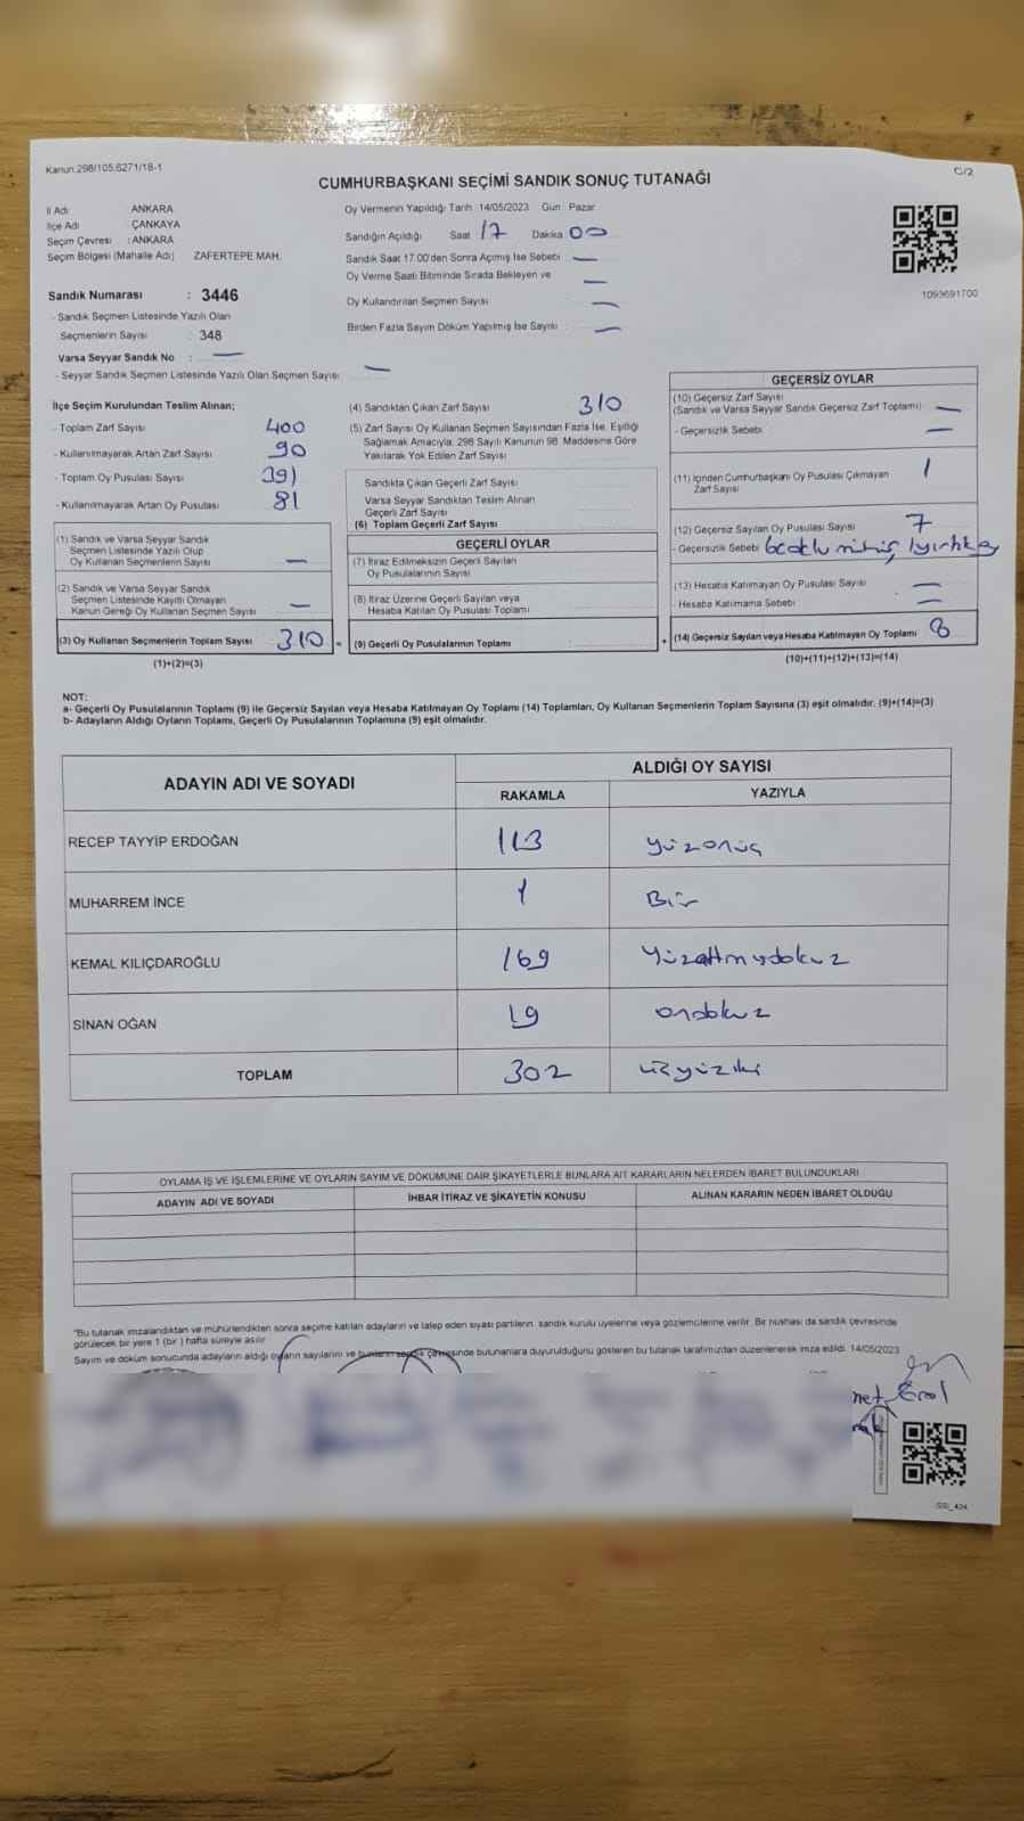 Kanun:298/105,6271/18-1
C/2
CUMHURBAŞKANI SEÇİMİ SANDIK SONUÇ TUTANAĞI
İl Adı ANKARA
İlçe Adı ÇANKAYA
Seçim Çevresi : ANKARA
Seçim Bölgesi (Mahalle Adı) ZAFERTEPE MAH.
Oy Vermenin Yapıldığı Tarih 14/05/2023 Gün: Pazar
Sandığın Açıldığı Saat 17 Dakika 00
Sandık Saat 17:00'den Sonra Açılmış İse Sebebi —
Oy Verme Saati Bitiminde Sırada Bekleyen ve —
Oy Kullandırılan Seçmen Sayısı —
Birden Fazla Sayım Döküm Yapılmış İse Sayısı —
1093691700
Sandık Numarası : 3446
- Sandık Seçmen Listesinde Yazılı Olan
Seçmenlerin Sayısı : 348
Varsa Seyyar Sandık No : —
- Seyyar Sandık Seçmen Listesinde Yazılı Olan Seçmen Sayısı —
İlçe Seçim Kurulundan Teslim Alınan;
- Toplam Zarf Sayısı 400
- Kullanılmayarak Artan Zarf Sayısı 90
- Toplam Oy Pusulası Sayısı 391
- Kullanılmayarak Artan Oy Pusulası 81
(1) Sandık ve Varsa Seyyar Sandık
Seçmen Listesinde Yazılı Olup
Oy Kullanan Seçmenlerin Sayısı —
(2) Sandık ve Varsa Seyyar Sandık
Seçmen Listesinde Kayıtlı Olmayan
Kanun Gereği Oy Kullanan Seçmen Sayısı —
(3) Oy Kullanan Seçmenlerin Toplam Sayısı 310
(1)+(2)=(3)
(4) Sandıktan Çıkan Zarf Sayısı 310
(5) Zarf Sayısı Oy Kullanan Seçmen Sayısından Fazla İse, Eşitliği
Sağlamak Amacıyla, 298 Sayılı Kanunun 98. Maddesine Göre
Yakılarak Yok Edilen Zarf Sayısı
Sandıkta Çıkan Geçerli Zarf Sayısı
Varsa Seyyar Sandıktan Teslim Alınan
Geçerli Zarf Sayısı
(6) Toplam Geçerli Zarf Sayısı
GEÇERLİ OYLAR
(7) İtiraz Edilmeksizin Geçerli Sayılan
Oy Pusulalarının Sayısı
(8) İtiraz Üzerine Geçerli Sayılan veya
Hesaba Katılan Oy Pusulası Toplamı
= (9) Geçerli Oy Pusulalarının Toplamı
GEÇERSİZ OYLAR
(10) Geçersiz Zarf Sayısı
(Sandık ve Varsa Seyyar Sandık Geçersiz Zarf Toplamı) —
- Geçersizlik Sebebi —
(11) İçinden Cumhurbaşkanı Oy Pusulası Çıkmayan 1
Zarf Sayısı
(12) Geçersiz Sayılan Oy Pusulası Sayısı 7
- Geçersizlik Sebebi
(13) Hesaba Katılmayan Oy Pusulası Sayısı —
- Hesaba Katılmama Sebebi —
+ (14) Geçersiz Sayılan veya Hesaba Katılmayan Oy Toplamı 8
(10)+(11)+(12)+(13)=(14)
NOT:
a- Geçerli Oy Pusulalarının Toplamı (9) ile Geçersiz Sayılan veya Hesaba Katılmayan Oy Toplamı (14) Toplamları, Oy Kullanan Seçmenlerin Toplam Sayısına (3) eşit olmalıdır. (9)+(14)=(3)
b- Adayların Aldığı Oyların Toplamı, Geçerli Oy Pusulalarının Toplamına (9) eşit olmalıdır.
ADAYIN ADI VE SOYADI
ALDIĞI OY SAYISI
RAKAMLA YAZIYLA
RECEP TAYYİP ERDOĞAN 113 yüzonüç
MUHARREM İNCE 1 Bir
KEMAL KILIÇDAROĞLU 169 Yüzaltmışdokuz
SİNAN OĞAN 19 ondokuz
TOPLAM 302 üçyüziki
OYLAMA İŞ VE İŞLEMLERİNE VE OYLARIN SAYIM VE DÖKÜMÜNE DAİR ŞİKAYETLERLE BUNLARA AİT KARARLARIN NELERDEN İBARET BULUNDUKLARI
ADAYIN ADI VE SOYADI İHBAR İTİRAZ VE ŞİKAYETİN KONUSU ALINAN KARARIN NEDEN İBARET OLDUĞU
"Bu tutanak imzalandıktan ve mühürlendikten sonra seçime katılan adayların ve talep eden siyasi partilerin, sandık kurulu üyelerine veya gözlemcilerine verilir. Bir nüshası da sandık çevresinde
görülecek bir yere 1 (bir) hafta süreyle asılır.
Sayım ve döküm sonucunda adayların aldığı oyların sayılarını ve bunların sandık çevresinde bulunanlara duyurulduğunu gösteren bu tutanak tarafımızdan düzenlenerek imza edildi. 14/05/2023
net Erol